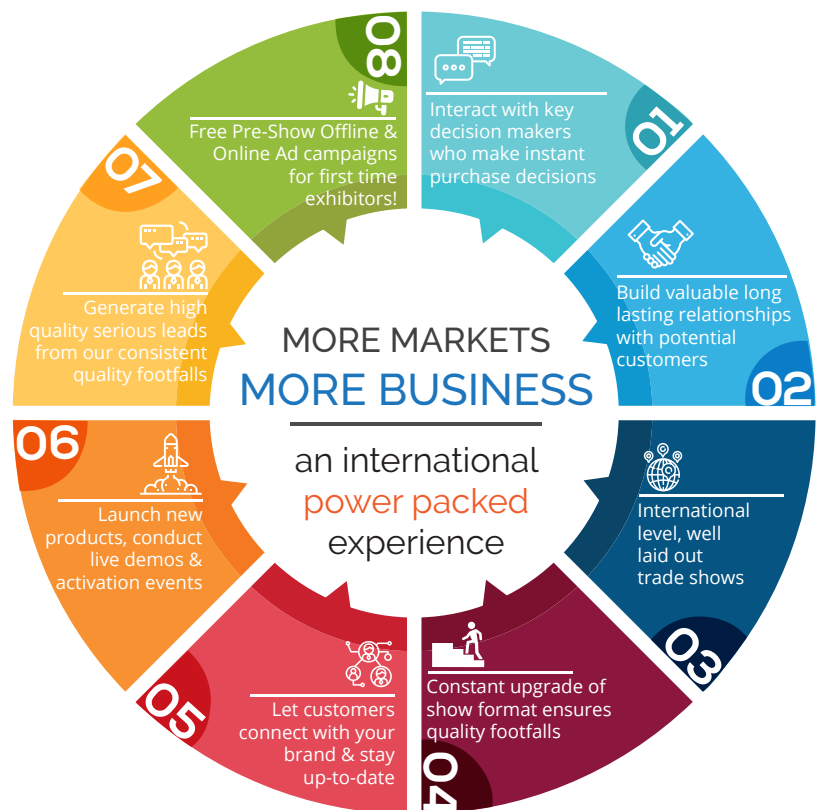 MORE MARKETS
MORE BUSINESS
an international
power packed
experience
01
Interact with key
decision makers
who make instant
purchase decisions
02
Build valuable long
lasting relationships
with potential
customers
03
International
level, well
laid out
trade shows
04
Constant upgrade of
show format ensures
quality footfalls
05
Let customers
connect with your
brand & stay
up-to-date
06
Launch new
products, conduct
live demos &
activation events
07
Generate high
quality serious leads
from our consistent
quality footfalls
08
Free Pre-Show Offline &
Online Ad campaigns
for first time
exhibitors!